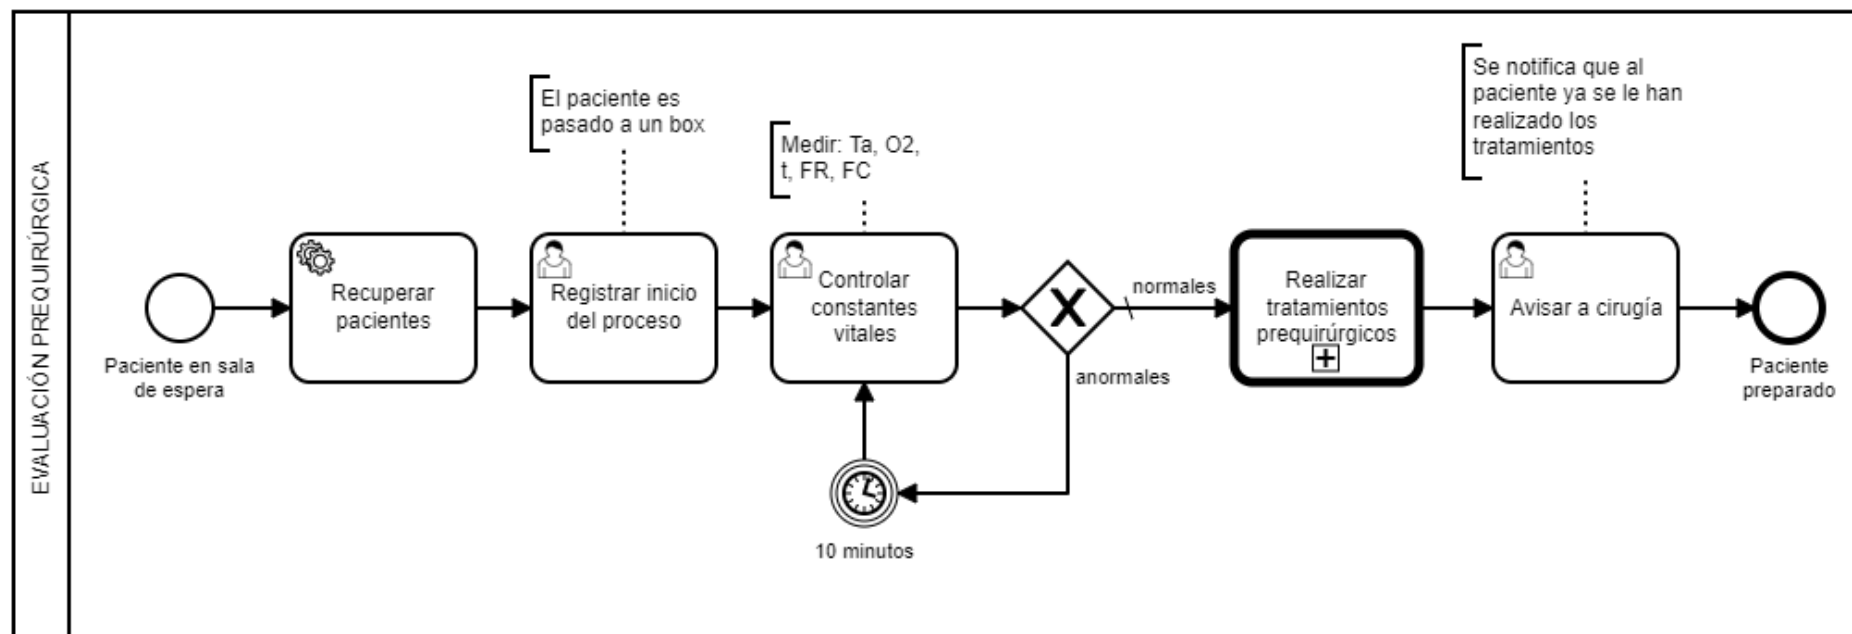 EVALUACIÓN PREQUIRÚRGICA
Paciente en sala
de espera
Recuperar
pacientes
El paciente es
pasado a un box
Registrar inicio
del proceso
Medir: Ta, O2,
t, FR, FC
Controlar
constantes
vitales
10 minutos
normales
anormales
Realizar
tratamientos
prequirúrgicos
Se notifica que al
paciente ya se le han
realizado los
tratamientos
Avisar a cirugía
Paciente
preparado